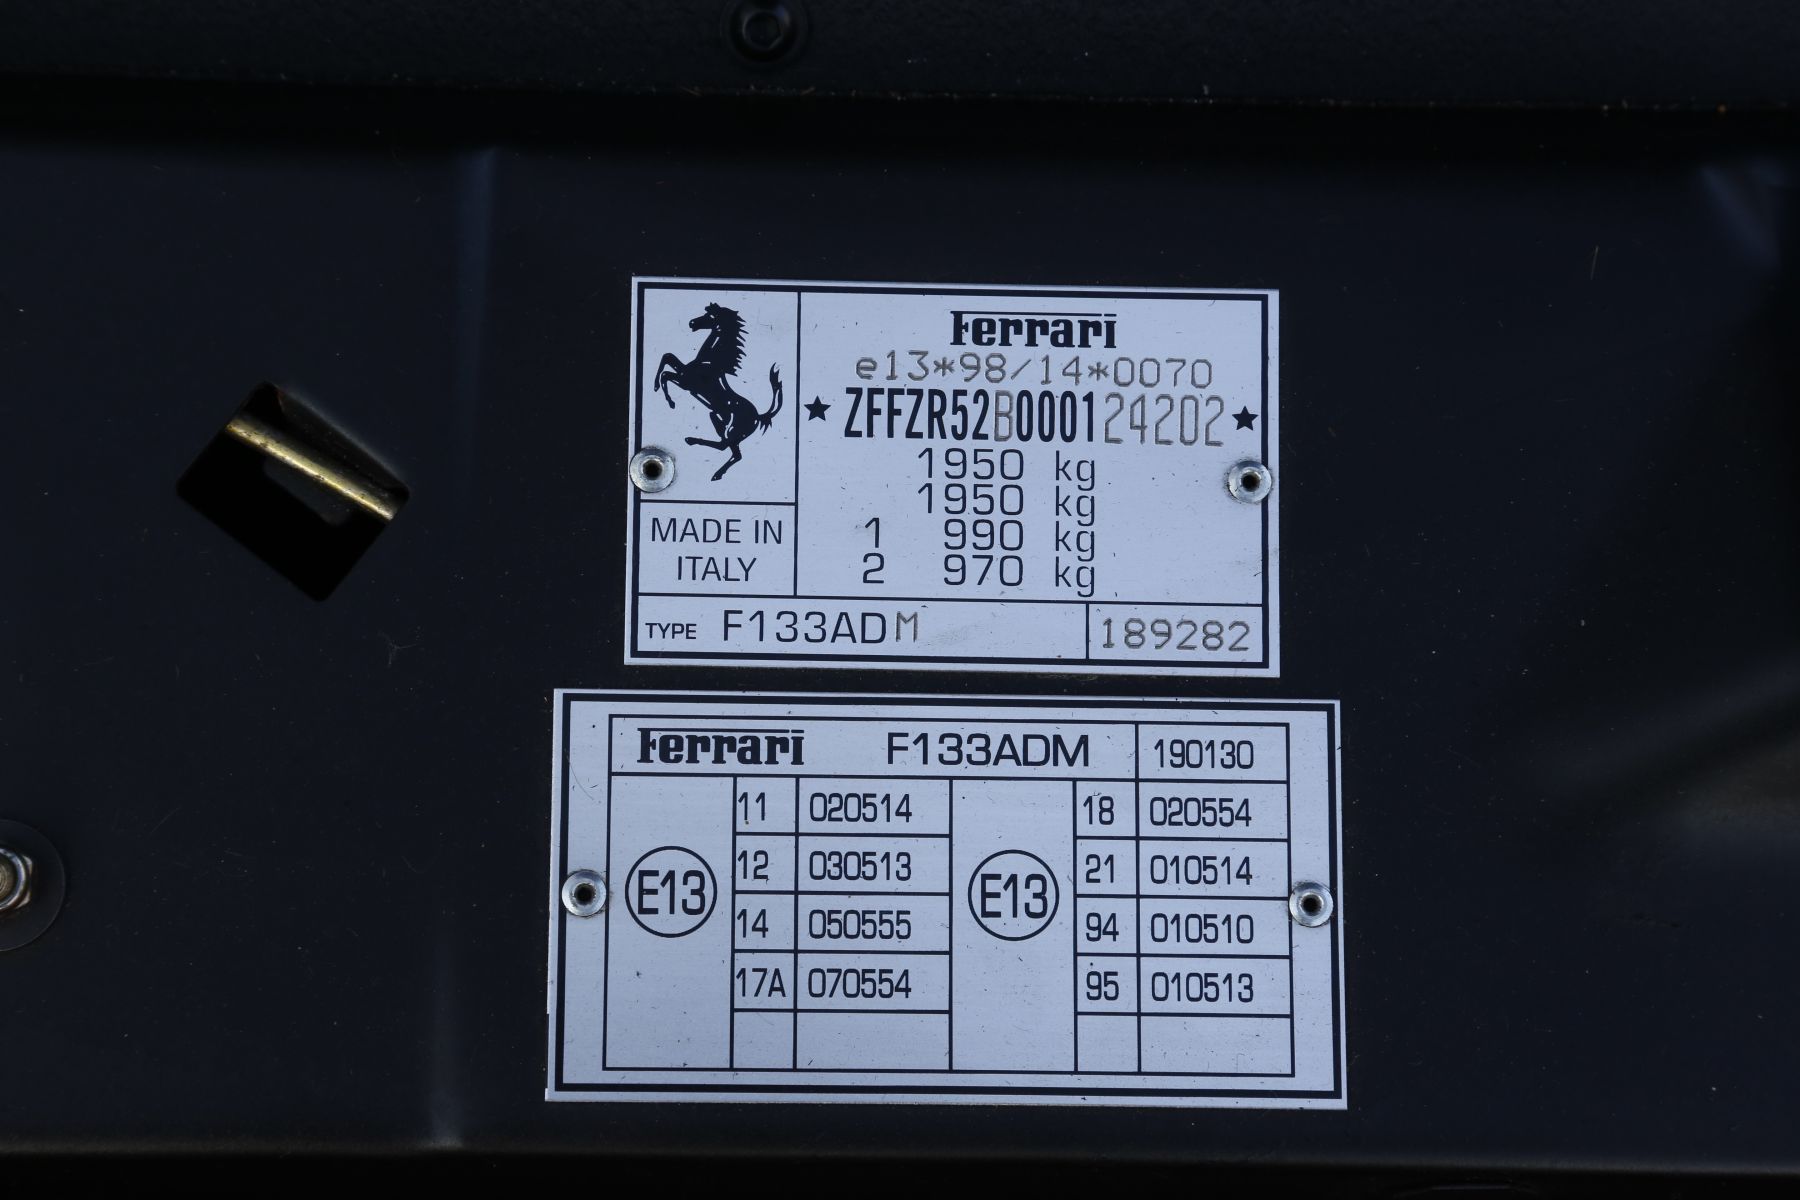 Ferrari
e13*98/14*0070
★ ZFFZR52B000124202 ★
1950 kg
1950 kg
1 990 kg
2 970 kg
MADE IN
ITALY
TYPE F133ADM 189282
Ferrari F133ADM 190130
11 020514 18 020554
12 030513 21 010514
E13 E13
14 050555 94 010510
17A 070554 95 010513